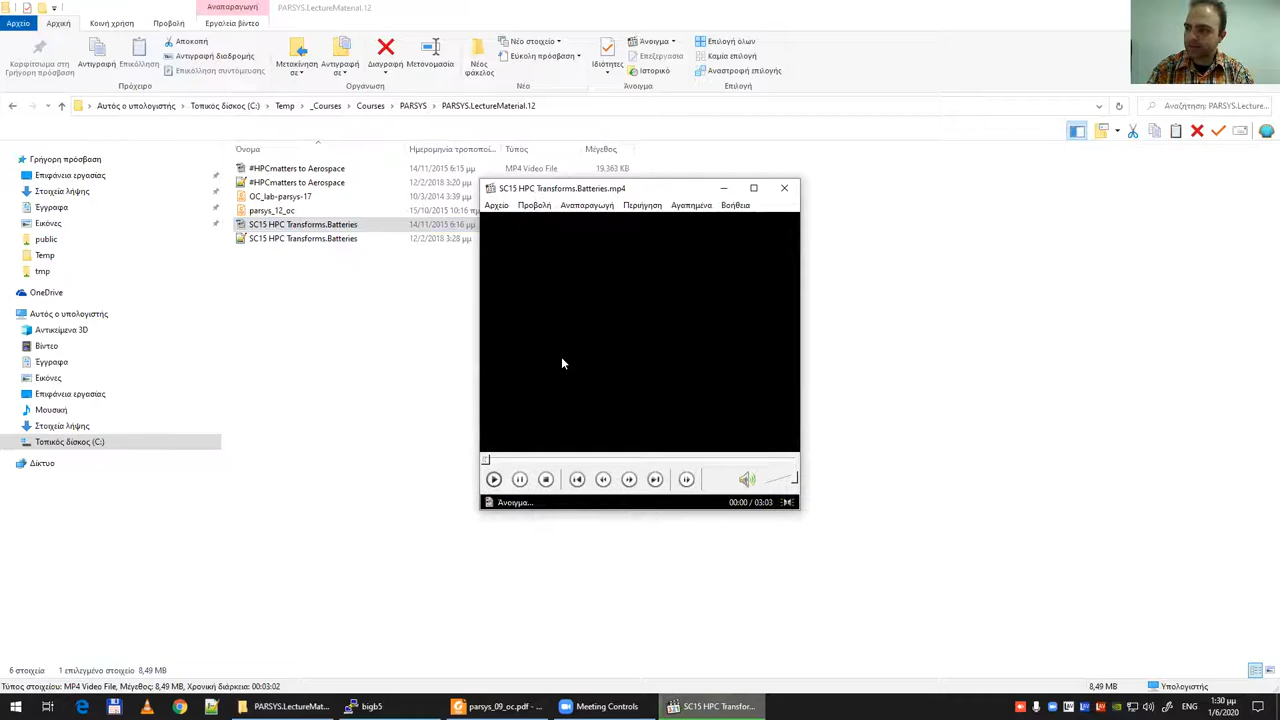 Αναπαραγωγή
PARSYS.LectureMaterial.12
Αρχείο
Αρχική
Κοινή χρήση
Προβολή
Εργαλεία βίντεο
Καρφίτσωμα στη Γρήγορη πρόσβαση
Αντιγραφή
Επικόλληση
Αποκοπή
Αντιγραφή διαδρομής
Επικόλληση συντόμευσης
Μετακίνηση σε
Αντιγραφή σε
Διαγραφή
Μετονομασία
Νέος φάκελος
Νέο στοιχείο
Εύκολη πρόσβαση
Ιδιότητες
Άνοιγμα
Επεξεργασία
Ιστορικό
Επιλογή όλων
Καμία επιλογή
Αναστροφή επιλογής
Πρόχειρο
Οργάνωση
Νέα
Άνοιγμα
Επιλογή
Αυτός ο υπολογιστής
Τοπικός δίσκος (C:)
Temp
_Courses
Courses
PARSYS
PARSYS.LectureMaterial.12
Αναζήτηση: PARSYS.Lecture...
Όνομα
Ημερομηνία τροποποί...
Τύπος
Μέγεθος
#HPCmatters to Aerospace
14/11/2015 6:15 μμ
MP4 Video File
19.363 KB
#HPCmatters to Aerospace
12/2/2018 3:20 μμ
OC_lab-parsys-17
10/3/2014 3:39 μμ
parsys_12_oc
15/10/2015 10:16 πμ
SC15 HPC Transforms.Batteries
14/11/2015 6:16 μμ
SC15 HPC Transforms.Batteries
12/2/2018 3:28 μμ
Γρήγορη πρόσβαση
Επιφάνεια εργασίας
Στοιχεία λήψης
Έγγραφα
Εικόνες
public
Temp
tmp
OneDrive
Αυτός ο υπολογιστής
Αντικείμενα 3D
Βίντεο
Έγγραφα
Εικόνες
Επιφάνεια εργασίας
Μουσική
Στοιχεία λήψης
Τοπικός δίσκος (C:)
Δίκτυο
SC15 HPC Transforms.Batteries.mp4
Αρχείο
Προβολή
Αναπαραγωγή
Περιήγηση
Αγαπημένα
Βοήθεια
Άνοιγμα...
00:00 / 03:03
6 στοιχεία
1 επιλεγμένο στοιχείο 8,49 MB
Τύπος στοιχείου: MP4 Video File, Μέγεθος: 8,49 MB, Χρονική διάρκεια: 00:03:02
8,49 MB
Υπολογιστής
PARSYS.LectureMat...
bigb5
parsys_09_oc.pdf - ...
Meeting Controls
SC15 HPC Transfor...
ENG
1:30 μμ
1/6/2020